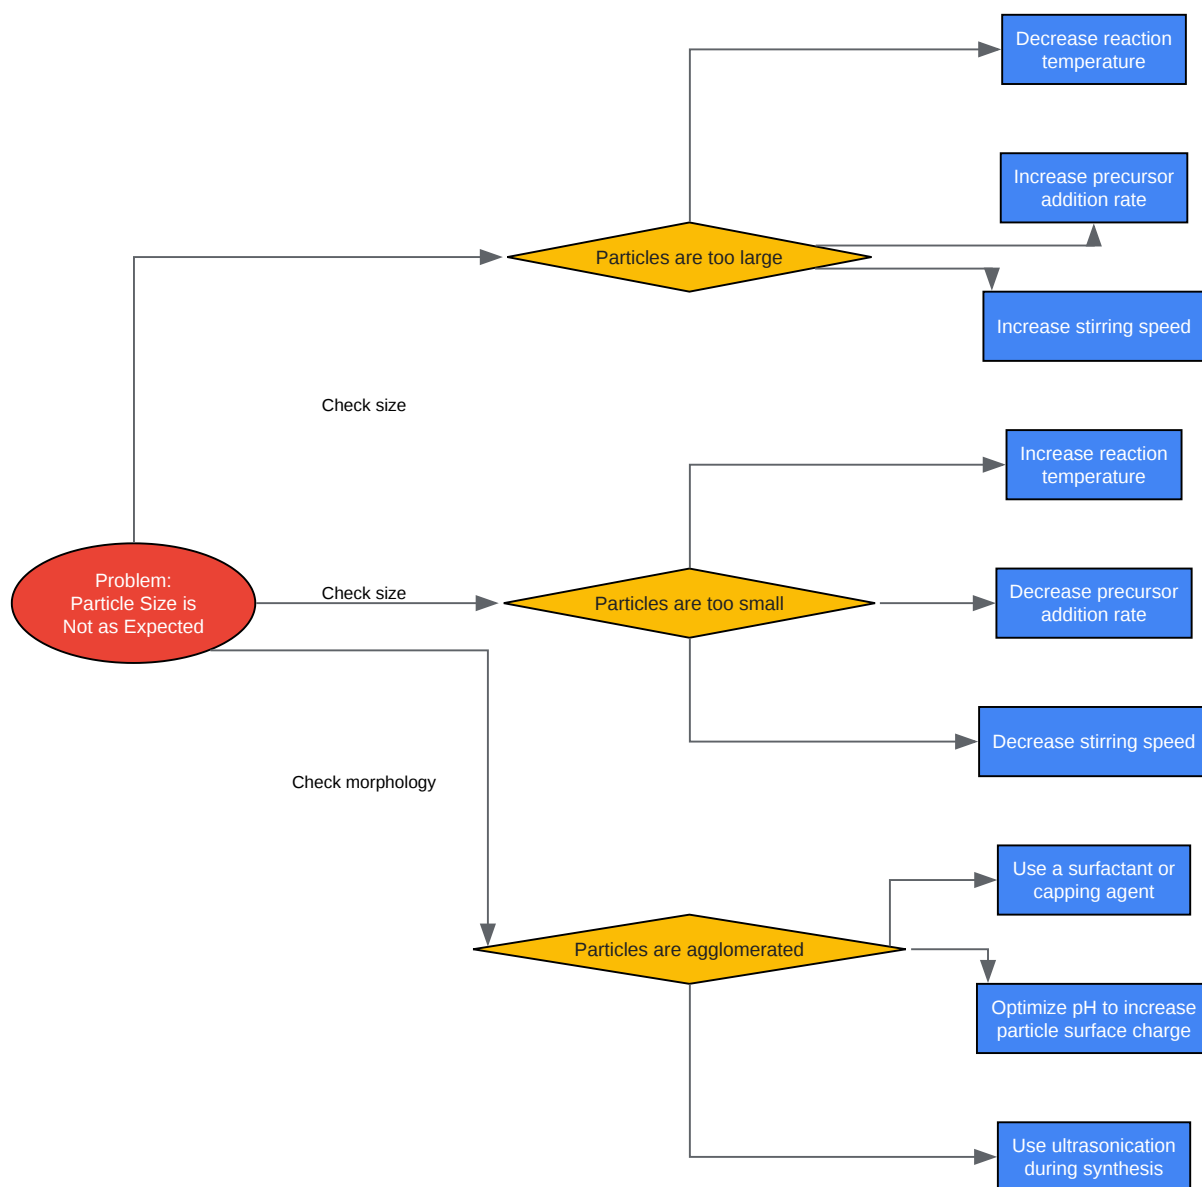 Decrease reaction
temperature
Increase precursor
addition rate
Particles are too large
Increase stirring speed
Check size
Increase reaction
temperature
Problem:
Particle Size is
Not as Expected
Check size
Particles are too small
Decrease precursor
addition rate
Decrease stirring speed
Check morphology
Use a surfactant or
capping agent
Particles are agglomerated
Optimize pH to increase
particle surface charge
Use ultrasonication
during synthesis